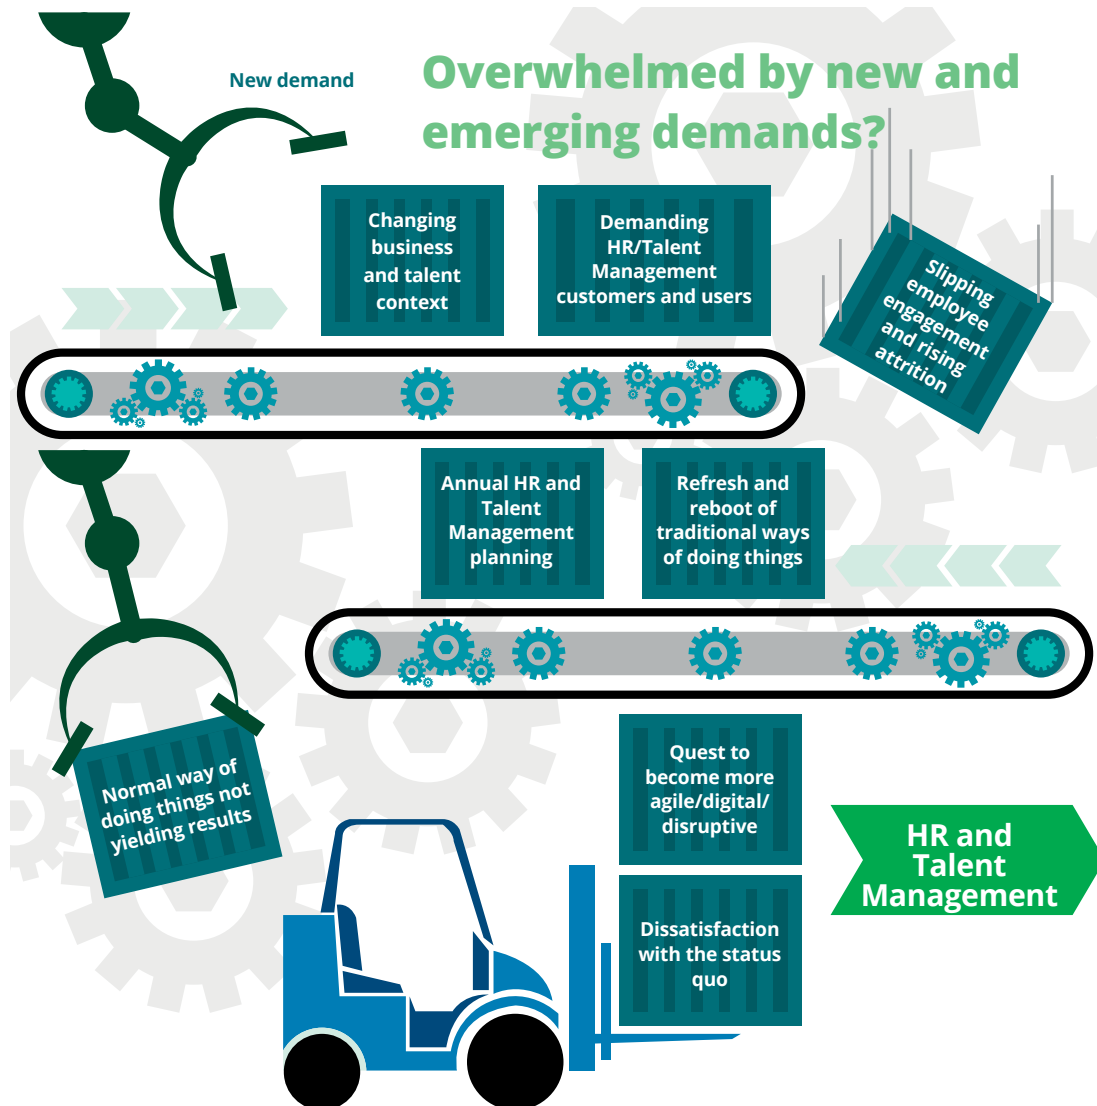 New demand
Overwhelmed by new and
emerging demands?
Changing
business
and talent
context
Demanding
HR/Talent
Management
customers and users
Slipping
employee
engagement
and rising
attrition
Annual HR and
Talent
Management
planning
Refresh and
reboot of
traditional ways
of doing things
Normal way of
doing things not
yielding results
Quest to
become more
agile/digital/
disruptive
HR and
Talent
Management
Dissatisfaction
with the status
quo